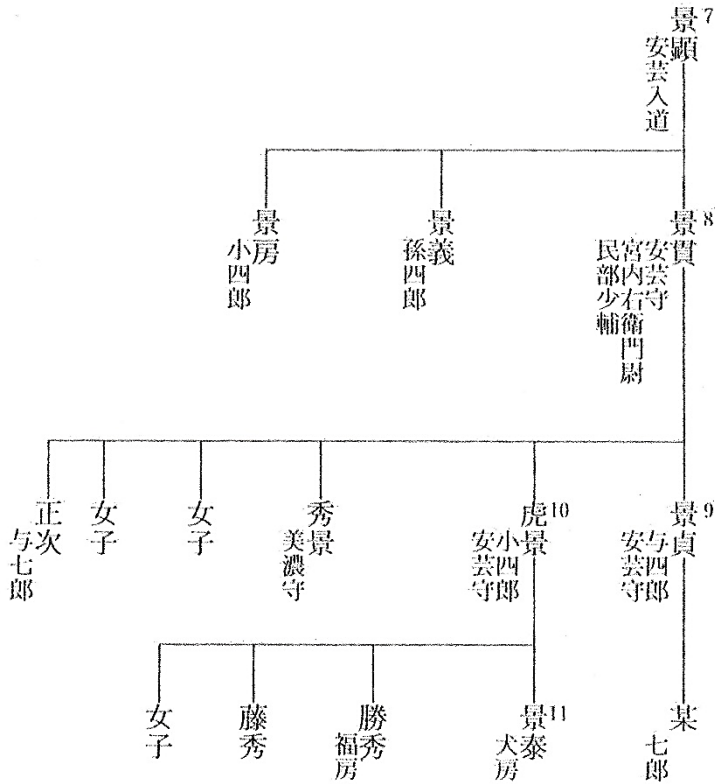 景顕 7
安芸入道
景貫 8
安芸守
宮内右衛門尉
民部少輔
景義
孫四郎
景房
小四郎
景貞 9
与四郎
安芸守
虎景 10
小四郎
安芸守
秀景
美濃守
女子
女子
正次
与七郎
某
七郎
景泰 11
犬房
勝秀
福房
藤秀
女子